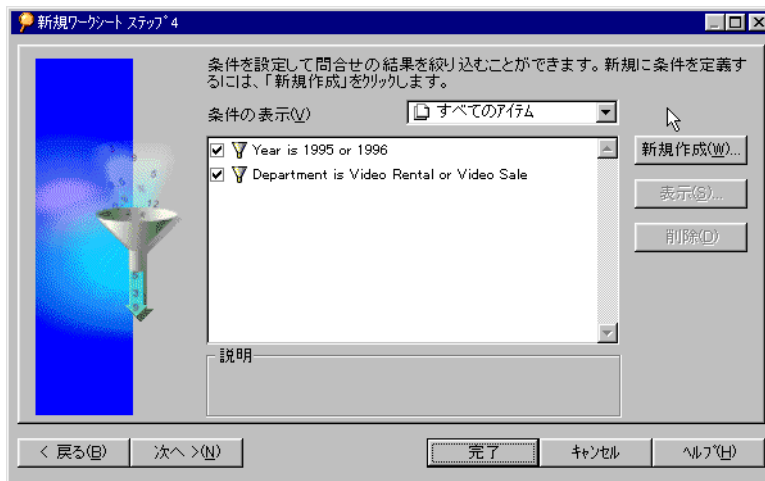 新規ワークシート ステップ4
条件を設定して問合せの結果を絞り込むことができます。新規に条件を定義す
るには、「新規作成」をクリックします。
条件の表示(V)
すべてのアイテム
Year is 1995 or 1996
新規作成(W)...
Department is Video Rental or Video Sale
表示(S)...
削除(D)
説明
< 戻る(B)
次へ >(N)
完了
キャンセル
ヘルプ(H)